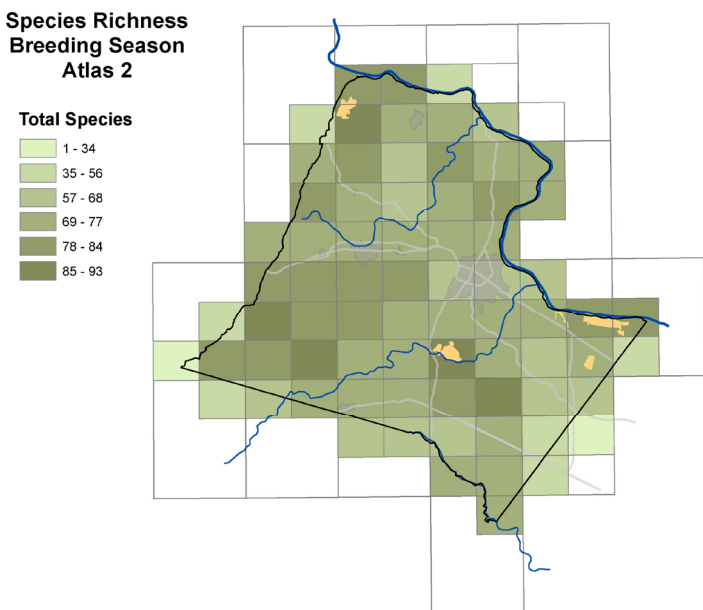 Species Richness
Breeding Season
Atlas 2
Total Species
1 - 34
35 - 56
57 - 68
69 - 77
78 - 84
85 - 93